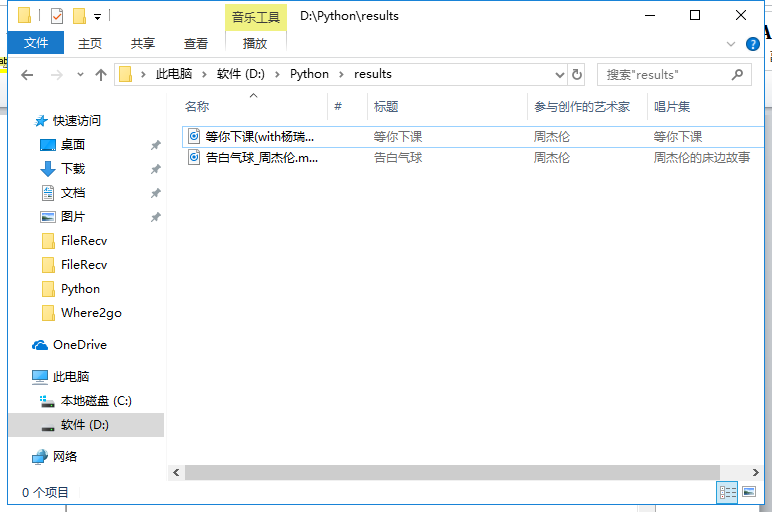 音乐工具
D:\Python\results
文件
主页
共享
查看
播放
此电脑
软件 (D:)
Python
results
搜索"results"
名称
#
标题
参与创作的艺术家
唱片集
等你下课(with杨瑞...
等你下课
周杰伦
等你下课
告白气球_周杰伦.m...
告白气球
周杰伦
周杰伦的床边故事
快速访问
桌面
下载
文档
图片
FileRecv
FileRecv
Python
Where2go
OneDrive
此电脑
本地磁盘 (C:)
软件 (D:)
网络
0 个项目